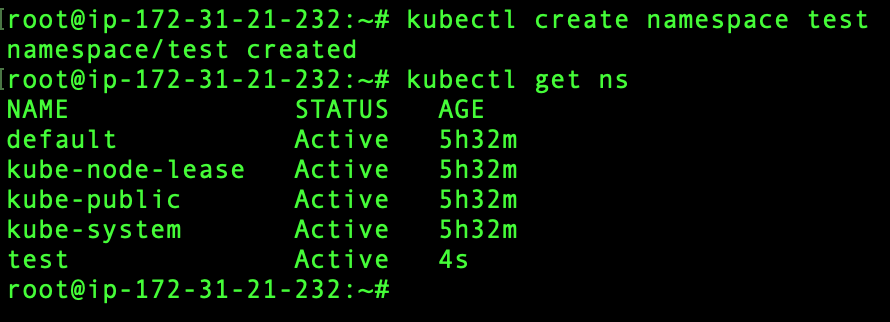 [root@ip-172-31-21-232:~# kubectl create namespace test
namespace/test created
[root@ip-172-31-21-232:~# kubectl get ns
NAME STATUS AGE
default Active 5h32m
kube-node-lease Active 5h32m
kube-public Active 5h32m
kube-system Active 5h32m
test Active 4s
root@ip-172-31-21-232:~#